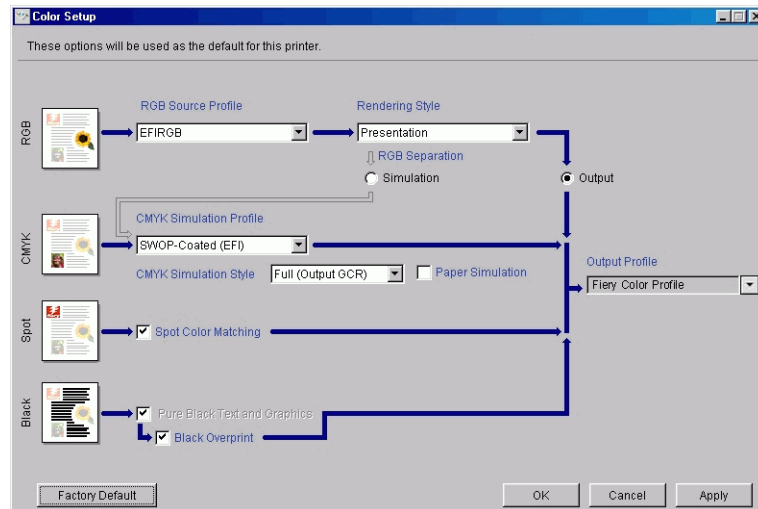 Color Setup
These options will be used as the default for this printer.
RGB Source Profile
Rendering Style
RGB
EFIRGB
Presentation
RGB Separation
Simulation
Output
CMYK Simulation Profile
CMYK
SWOP-Coated (EFI)
Output Profile
CMYK Simulation Style
Full (Output GCR)
Paper Simulation
Fiery Color Profile
Spot
Spot Color Matching
Black
Pure Black Text and Graphics
Black Overprint
Factory Default
OK
Cancel
Apply